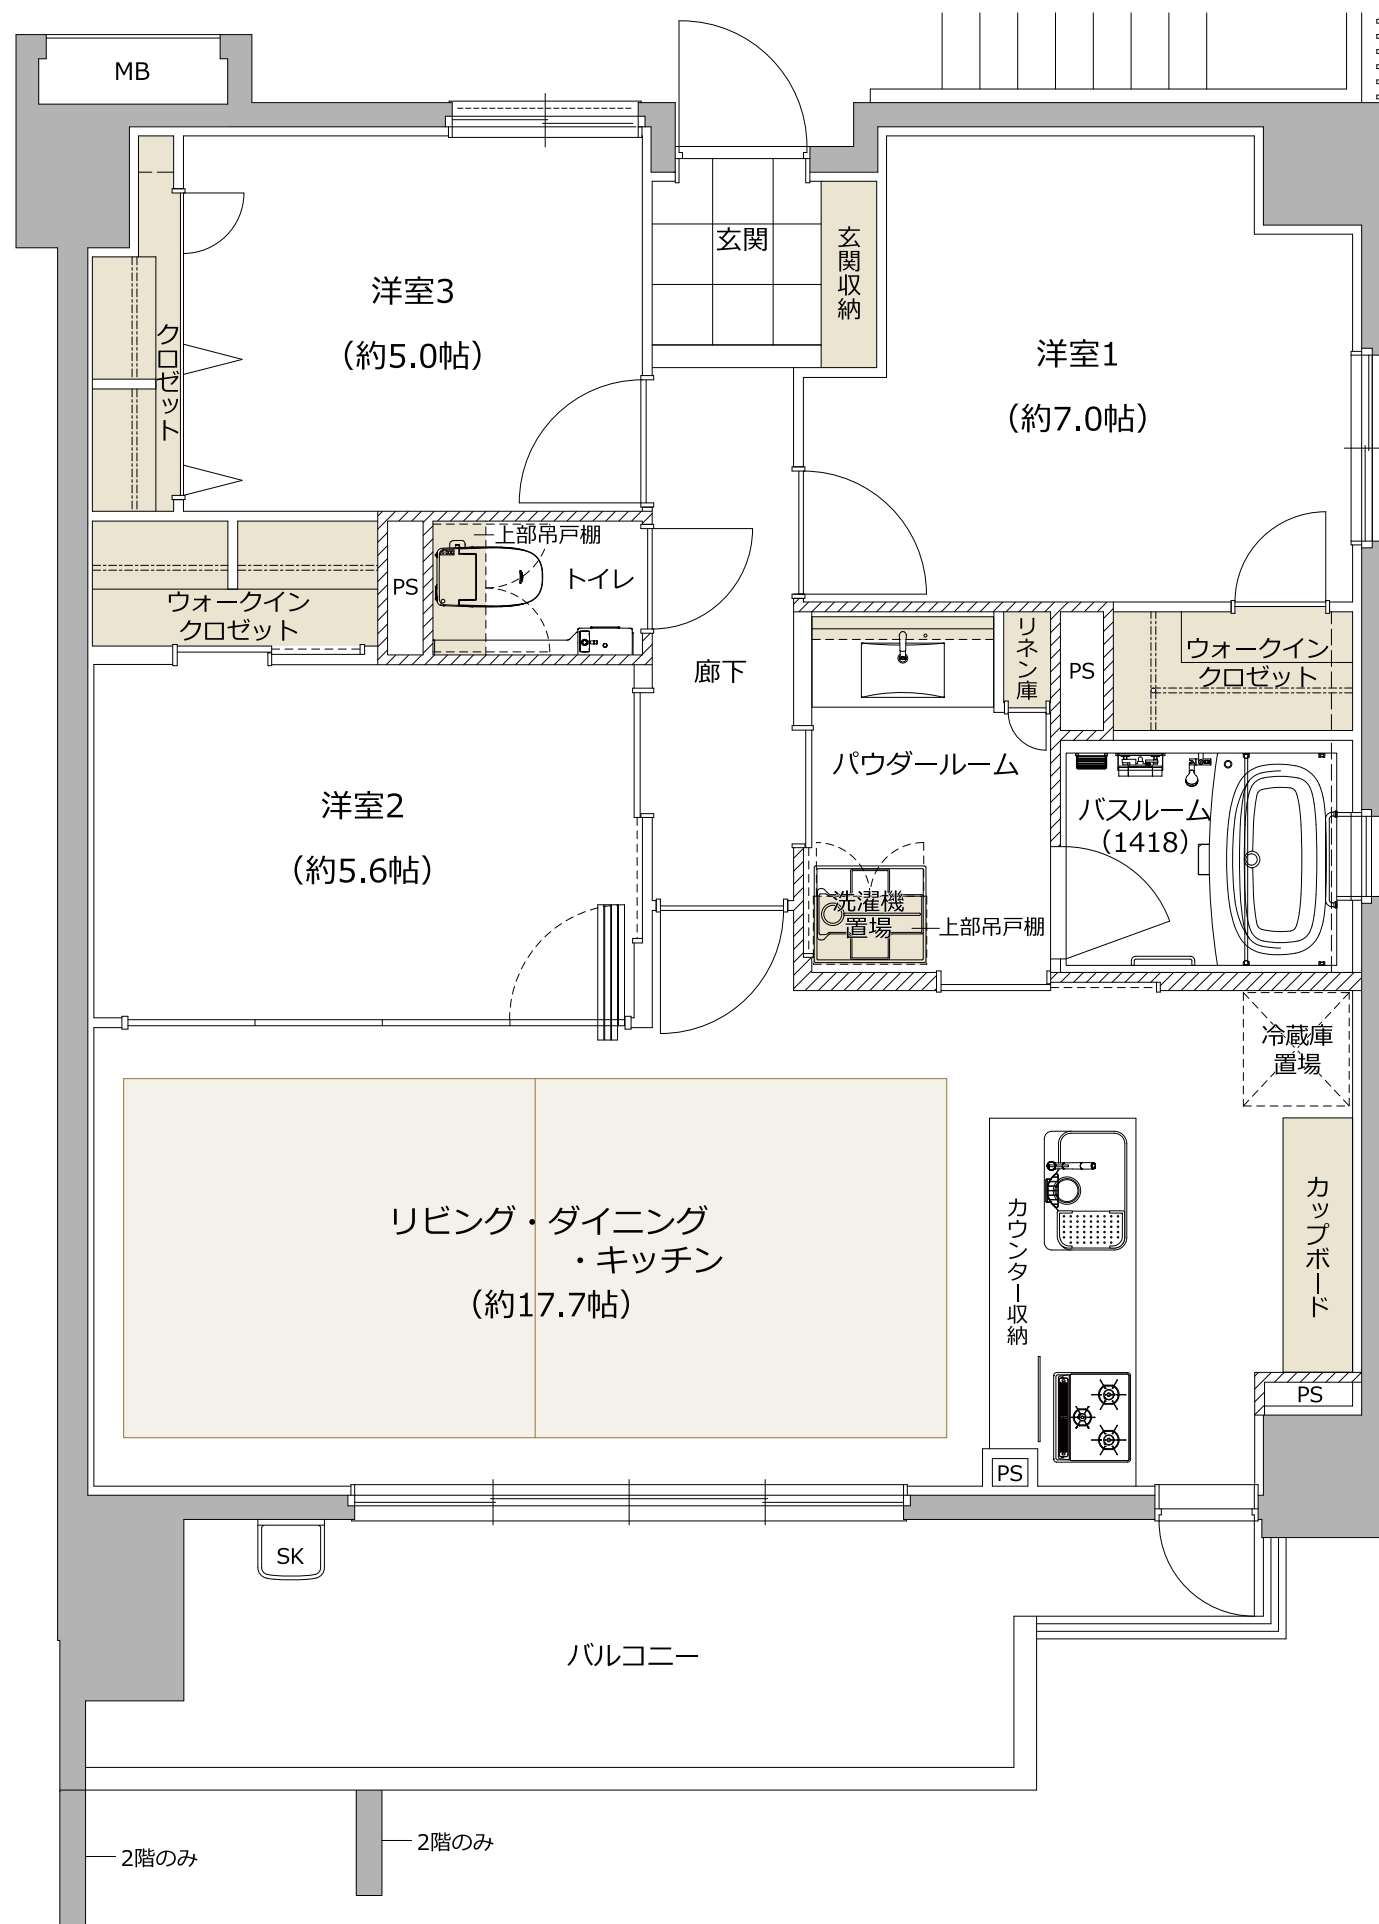 MB
玄関
玄関収納
洋室3
（約5.0帖）
クロゼット
洋室1
（約7.0帖）
上部吊戸棚
トイレ
PS
ウォークイン
クロゼット
廊下
リネン庫
PS
ウォークイン
クロゼット
パウダールーム
洋室2
（約5.6帖）
バスルーム
（1418）
洗濯機
置場
上部吊戸棚
冷蔵庫
置場
リビング・ダイニング
・キッチン
（約17.7帖）
カウンター収納
カップボード
PS
PS
SK
バルコニー
2階のみ
2階のみ